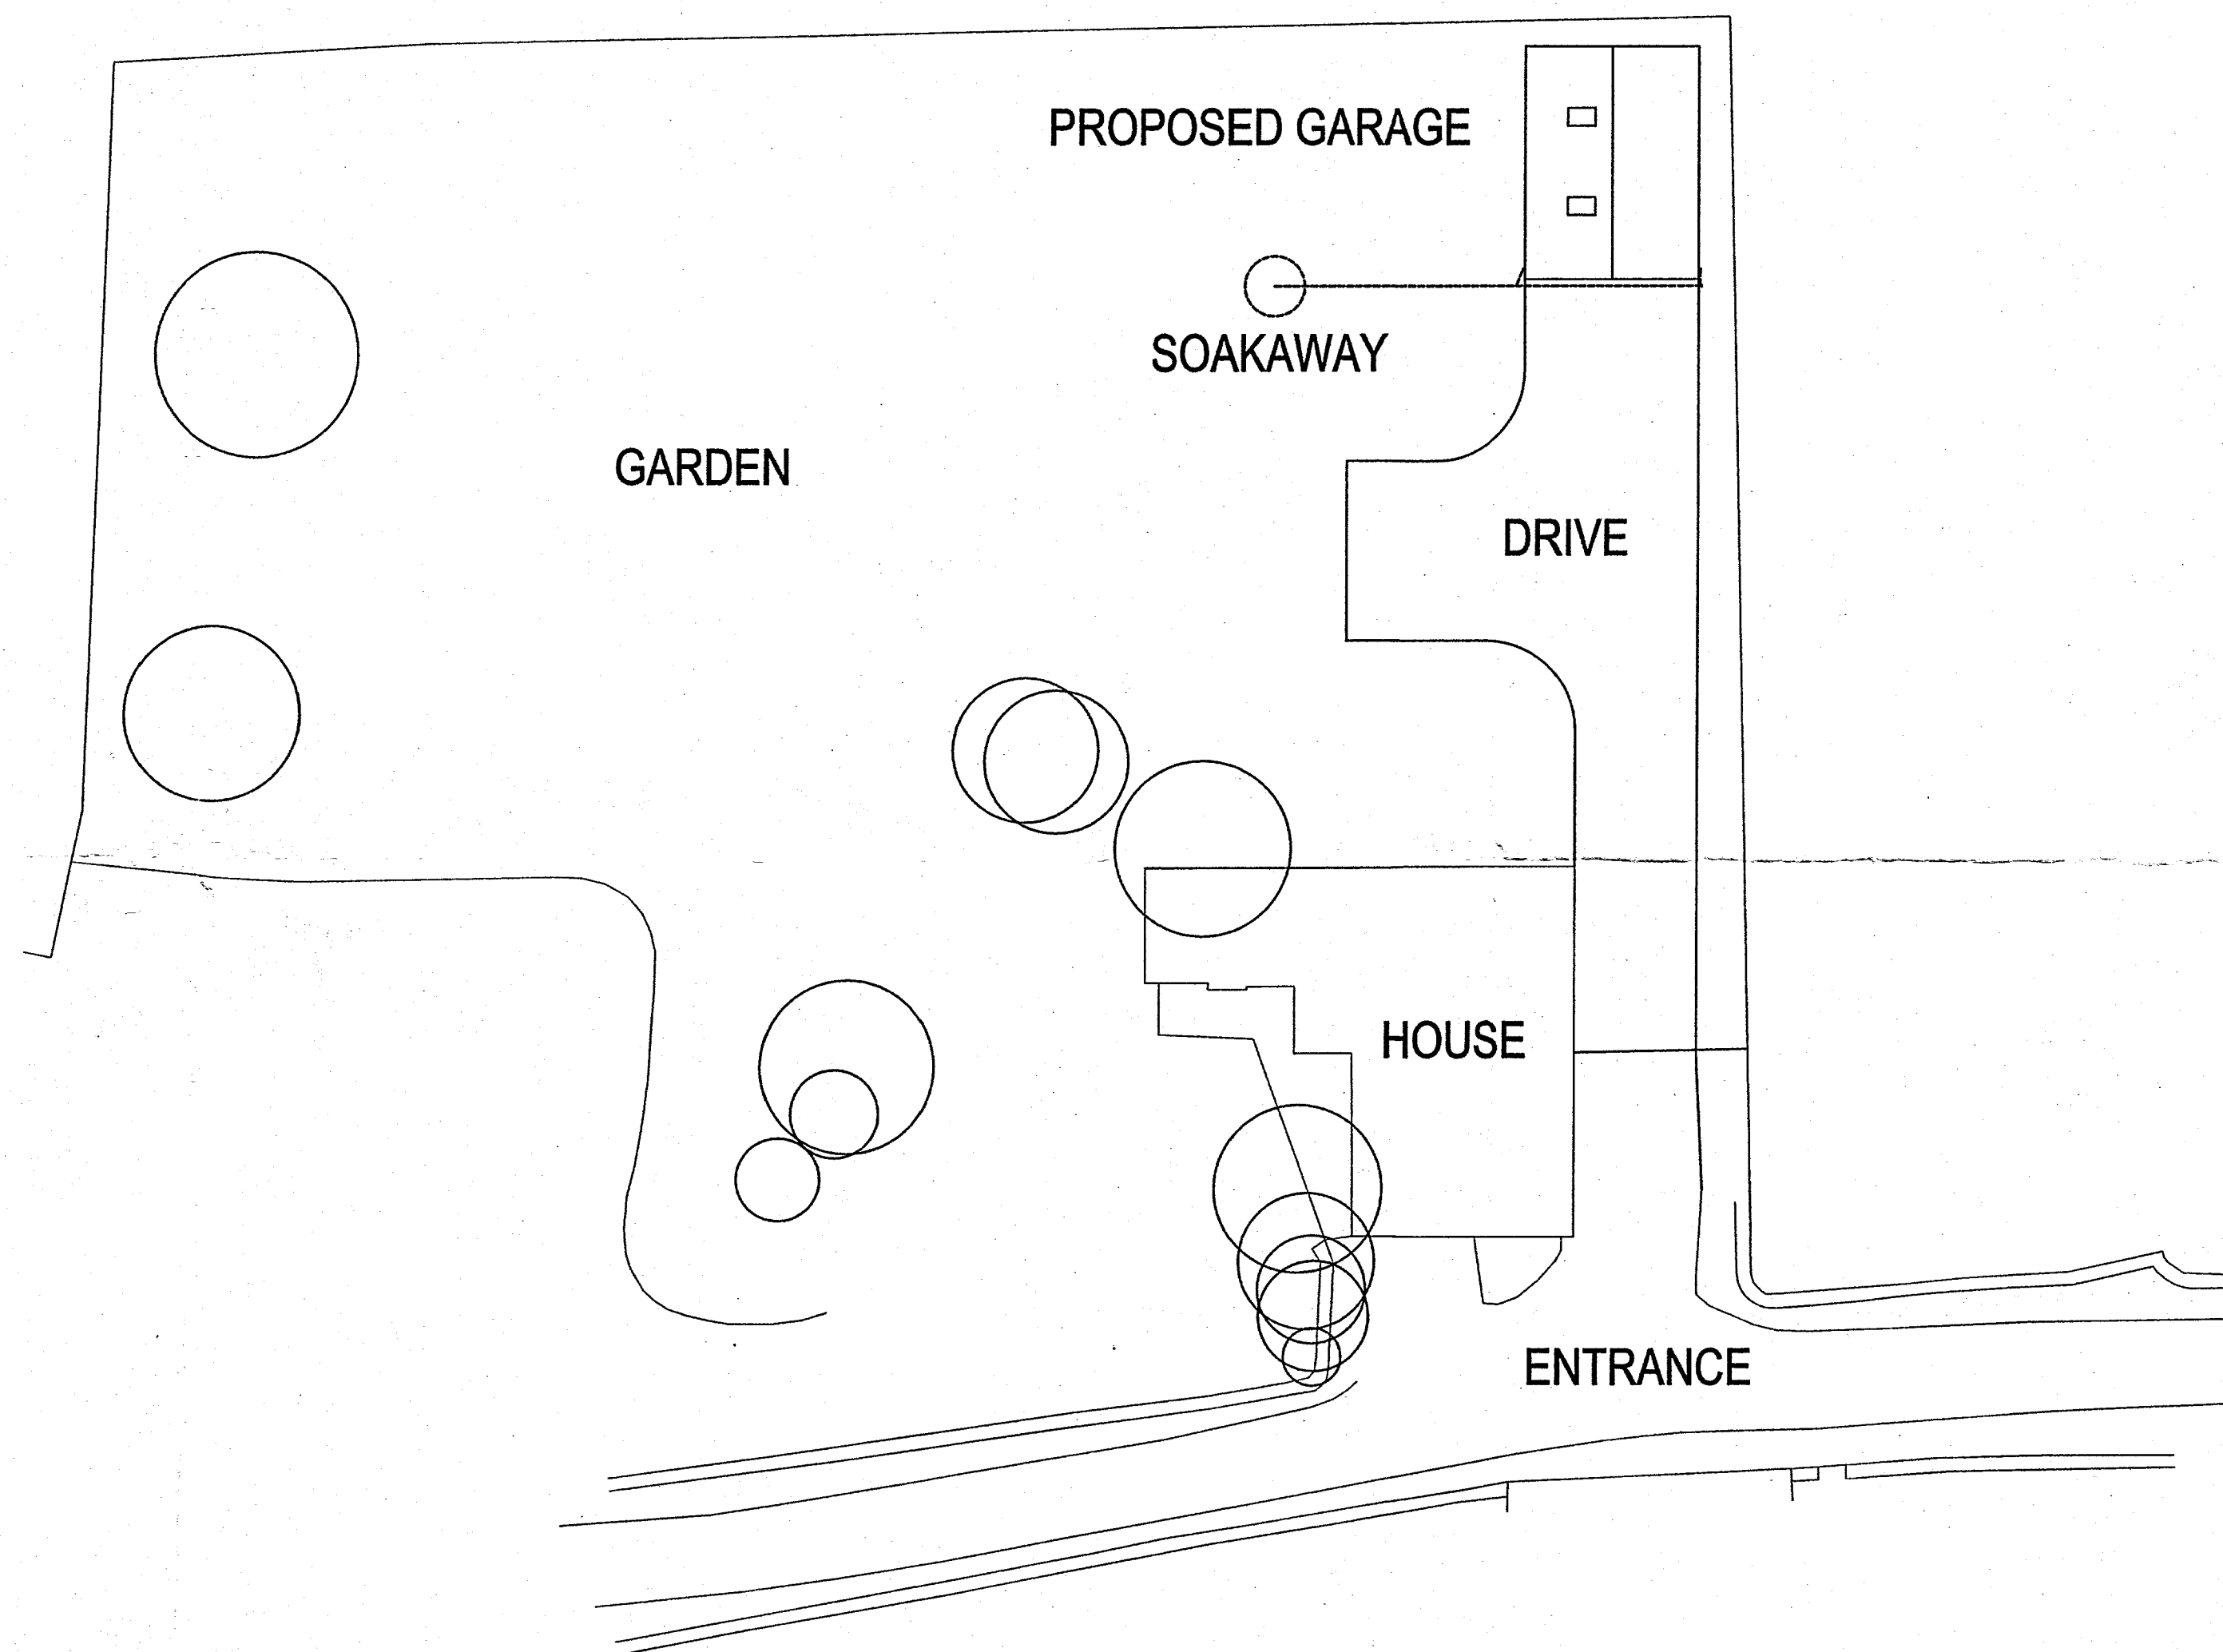 PROPOSED GARAGE
SOAKAWAY
GARDEN
DRIVE
HOUSE
ENTRANCE